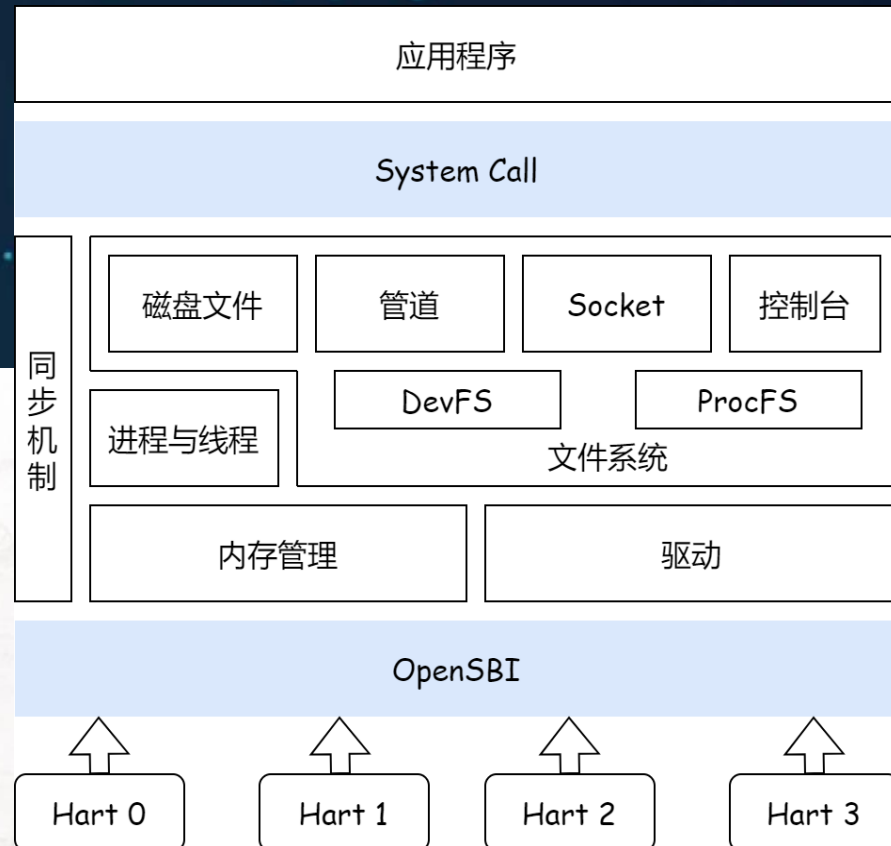 应用程序
System Call
同步机制
磁盘文件
管道
Socket
控制台
DevFS
ProcFS
进程与线程
文件系统
内存管理
驱动
OpenSBI
Hart 0
Hart 1
Hart 2
Hart 3